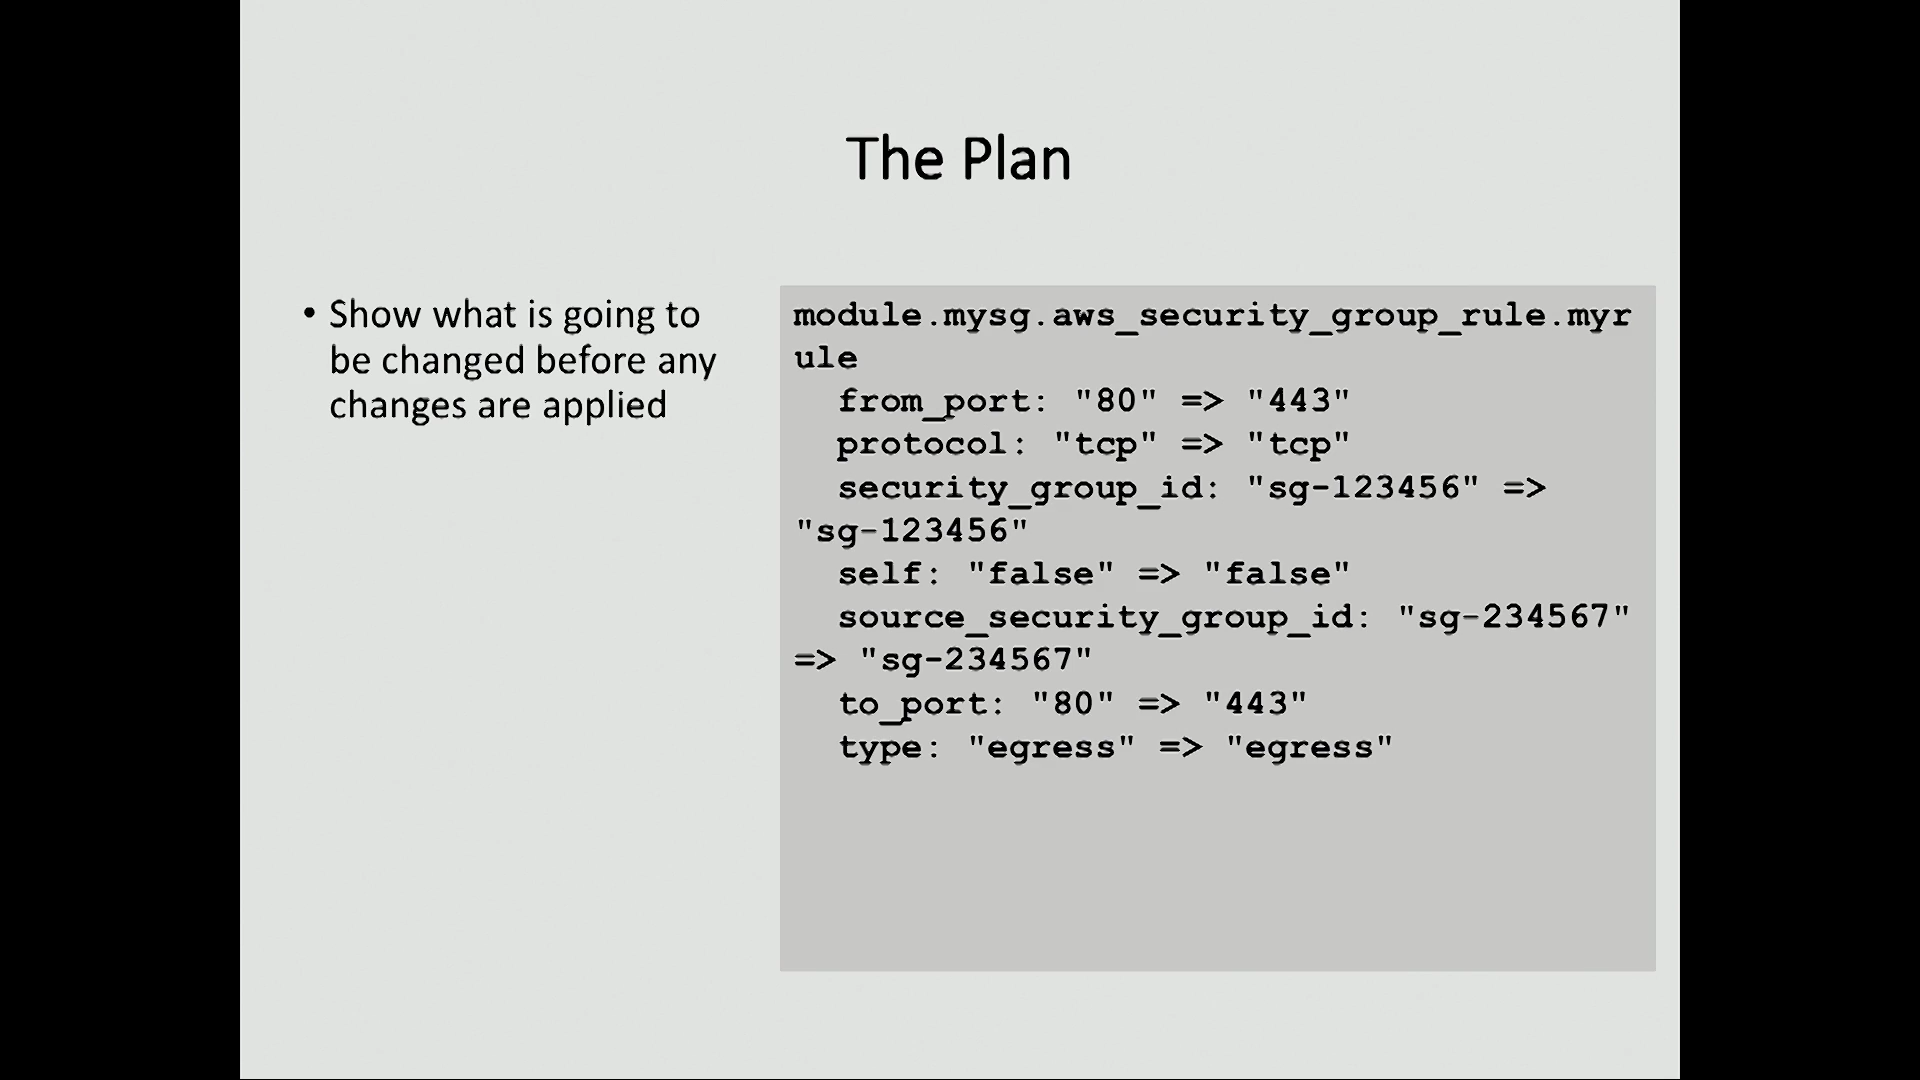 The Plan
• Show what is going to
be changed before any
changes are applied
module.mysg.aws_security_group_rule.myr
ule
  from_port: "80" => "443"
  protocol: "tcp" => "tcp"
  security_group_id: "sg-123456" =>
"sg-123456"
  self: "false" => "false"
  source_security_group_id: "sg-234567"
=> "sg-234567"
  to_port: "80" => "443"
  type: "egress" => "egress"